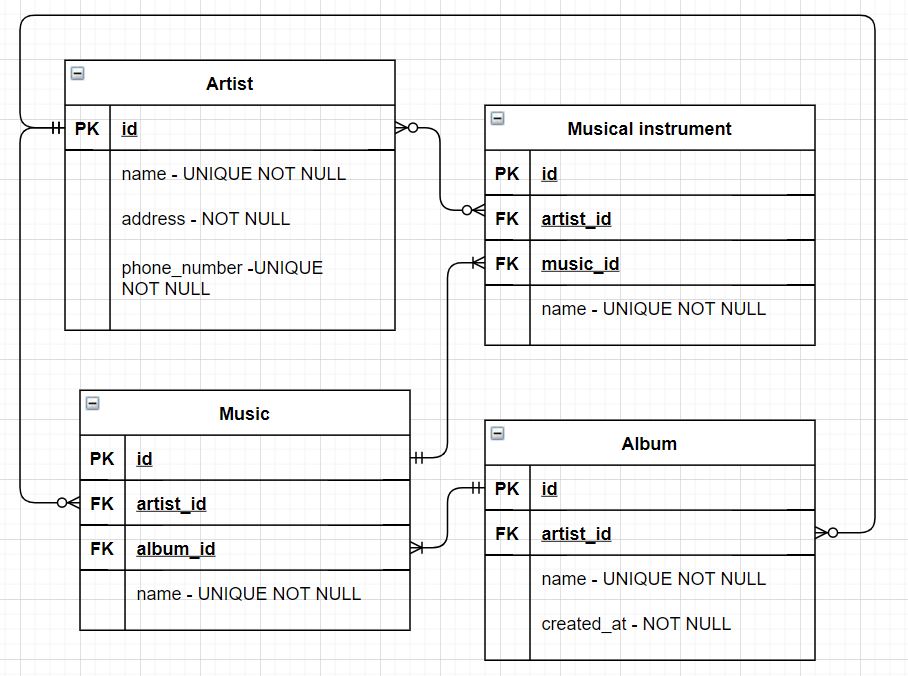 Artist
PK id
name - UNIQUE NOT NULL
address - NOT NULL
phone_number -UNIQUE
NOT NULL
Musical instrument
PK id
FK artist_id
FK music_id
name - UNIQUE NOT NULL
Music
PK id
FK artist_id
FK album_id
name - UNIQUE NOT NULL
Album
PK id
FK artist_id
name - UNIQUE NOT NULL
created_at - NOT NULL